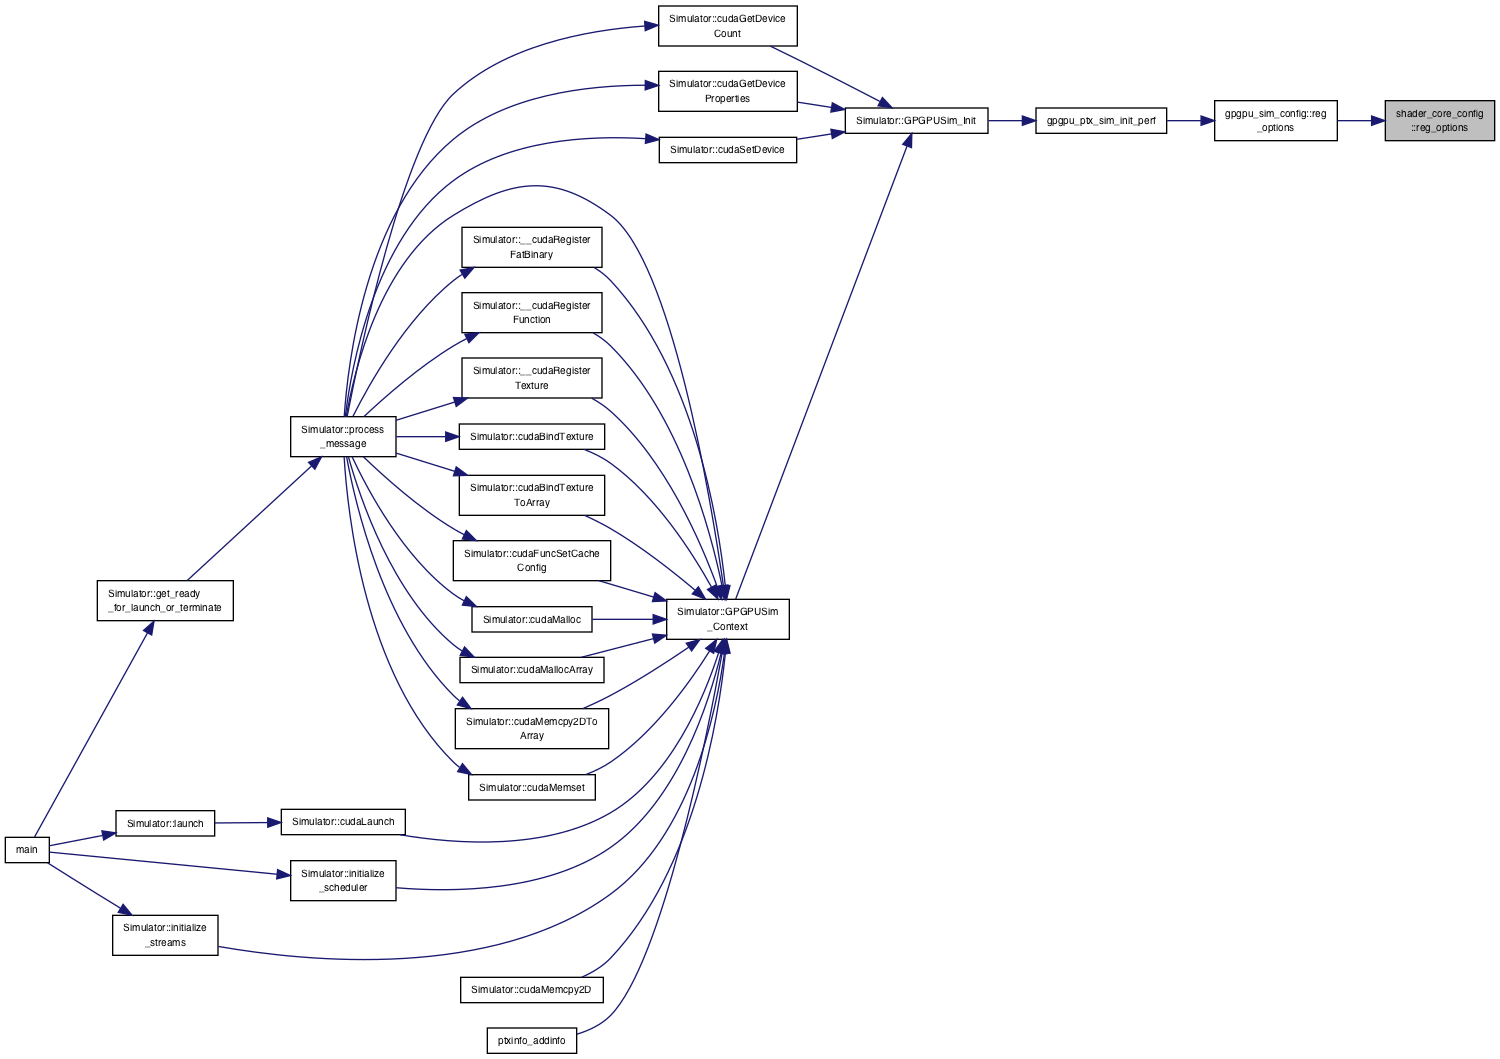 Simulator::cudaGetDevice
Count
Simulator::cudaGetDevice
Properties
Simulator::GPGPUSim_Init
gpgpu_ptx_sim_init_perf
gpgpu_sim_config::reg
_options
shader_core_config
::reg_options
Simulator::cudaSetDevice
Simulator::__cudaRegister
FatBinary
Simulator::__cudaRegister
Function
Simulator::__cudaRegister
Texture
Simulator::process
_message
Simulator::cudaBindTexture
Simulator::cudaBindTexture
ToArray
Simulator::cudaFuncSetCache
Config
Simulator::get_ready
_for_launch_or_terminate
Simulator::cudaMalloc
Simulator::GPGPUSim
_Context
Simulator::cudaMallocArray
Simulator::cudaMemcpy2DTo
Array
Simulator::cudaMemset
Simulator::launch
Simulator::cudaLaunch
main
Simulator::initialize
_scheduler
Simulator::initialize
_streams
Simulator::cudaMemcpy2D
ptxinfo_addinfo